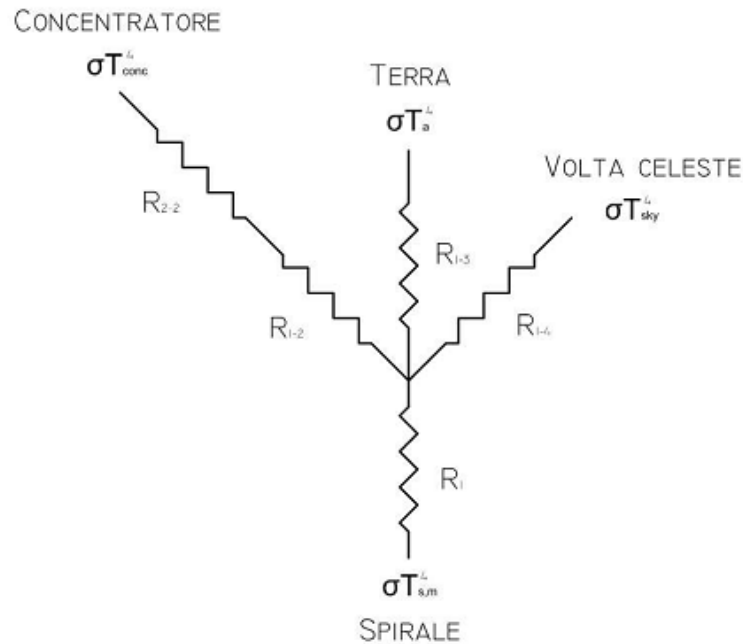 CONCENTRATORE
σT⁴conc
TERRA
σT⁴a
VOLTA CELESTE
σT⁴sky
R2-2
R1-3
R1-2
R1-4
R1
σT⁴s,m
SPIRALE